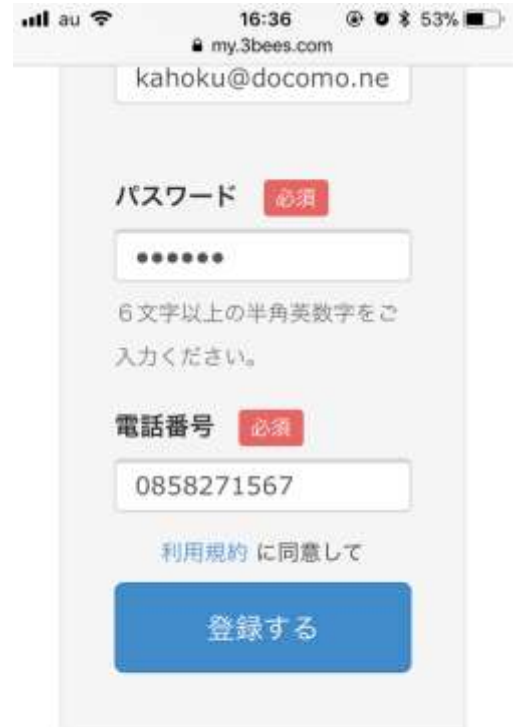 au 16:36 53%
my.3bees.com
kahoku@docomo.ne
パスワード 必須
●●●●●●
6文字以上の半角英数字をご
入力ください。
電話番号 必須
0858271567
利用規約 に同意して
登録する